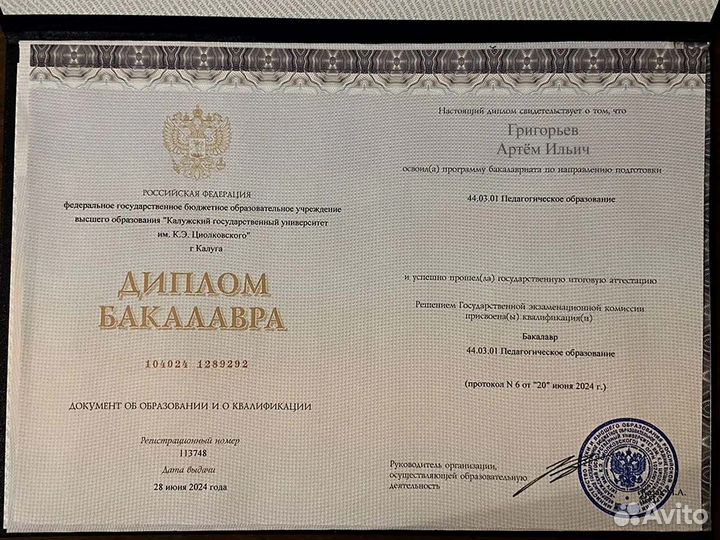 РОССИЙСКАЯ ФЕДЕРАЦИЯ
федеральное государственное бюджетное образовательное учреждение
высшего образования "Калужский государственный университет
им. К.Э. Циолковского"
г Калуга
ДИПЛОМ
БАКАЛАВРА
104024 1289292
ДОКУМЕНТ ОБ ОБРАЗОВАНИИ И О КВАЛИФИКАЦИИ
Регистрационный номер
113748
Дата выдачи
28 июня 2024 года
Настоящий диплом свидетельствует о том, что
Григорьев
Артём Ильич
освоил(а) программу бакалавриата по направлению подготовки
44.03.01 Педагогическое образование
и успешно прошел(ла) государственную итоговую аттестацию
Решением Государственной экзаменационной комиссии
присвоена(ы) квалификация(и)
Бакалавр
44.03.01 Педагогическое образование
(протокол N 6 от "20" июня 2024 г.)
Руководитель организации,
осуществляющей образовательную
деятельность
Avito